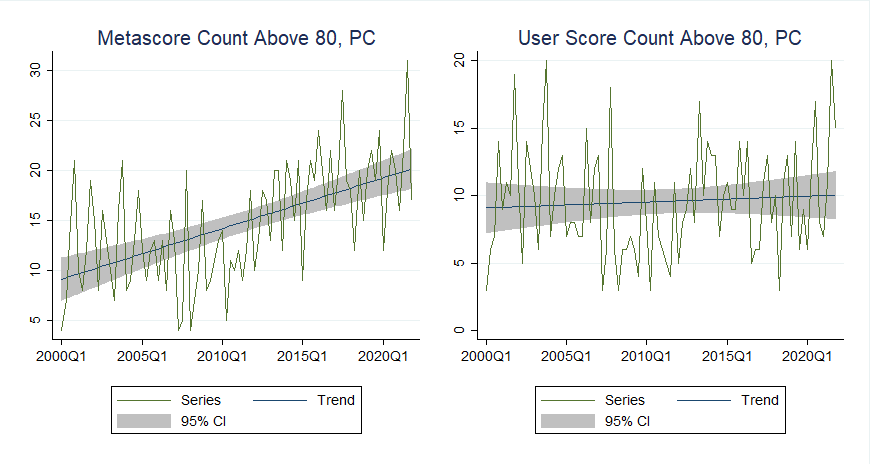 Metascore Count Above 80, PC
30
25
20
15
10
5
2000Q1 2005Q1 2010Q1 2015Q1 2020Q1
Series Trend
95% CI
User Score Count Above 80, PC
20
15
10
5
0
2000Q1 2005Q1 2010Q1 2015Q1 2020Q1
Series Trend
95% CI